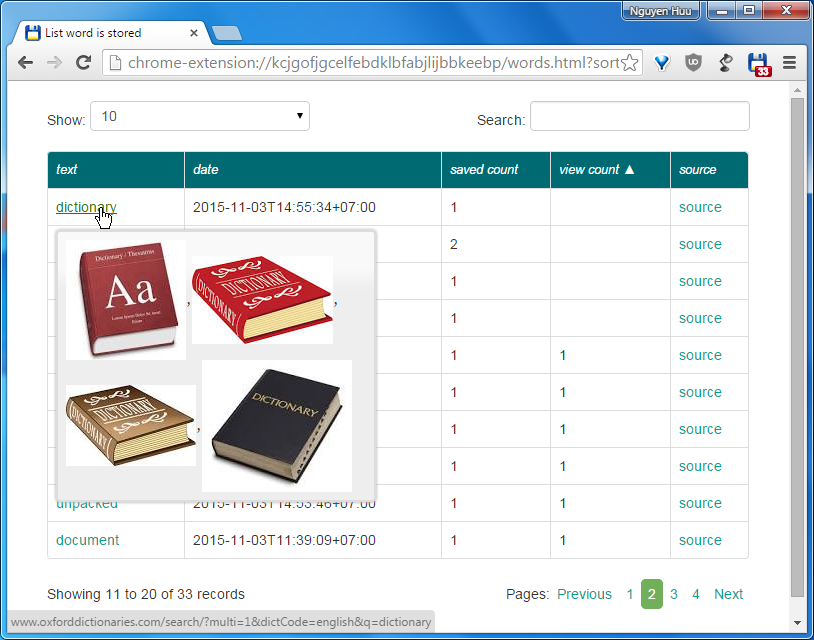 Nguyen Huu
List word is stored
chrome-extension://kcjgofjgcelfebdklbfabjlijbbkeebp/words.html?sort
UD
33
Show: 10 Search:
text date saved count view count ▲ source
dictionary 2015-11-03T14:55:34+07:00 1 source
2 source
1 source
1 source
1 1 source
1 1 source
1 1 source
1 1 source
Dictionary / Thesaurus
Aa
DICTIONARY
DICTIONARY
DICTIONARY
DICTIONARY
DICTIONARY
unpacked 2015-11-03T14:53:46+07:00 1 1 source
document 2015-11-03T11:39:09+07:00 1 1 source
Showing 11 to 20 of 33 records Pages: Previous 1 2 3 4 Next
www.oxforddictionaries.com/search/?multi=1&dictCode=english&q=dictionary